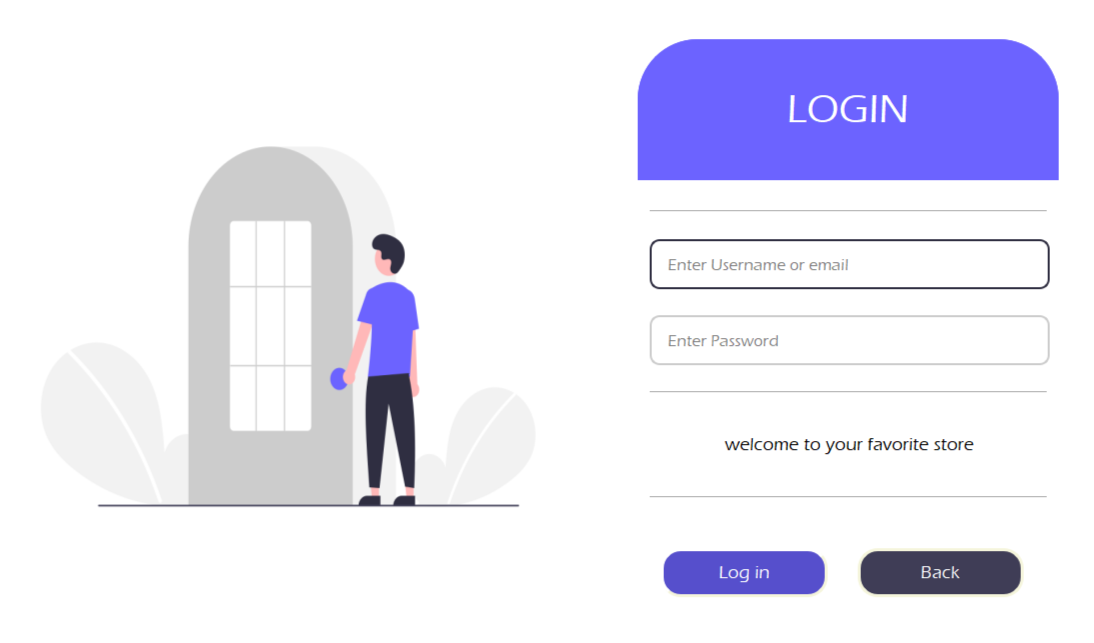 LOGIN
Enter Username or email
Enter Password
welcome to your favorite store
Log in
Back